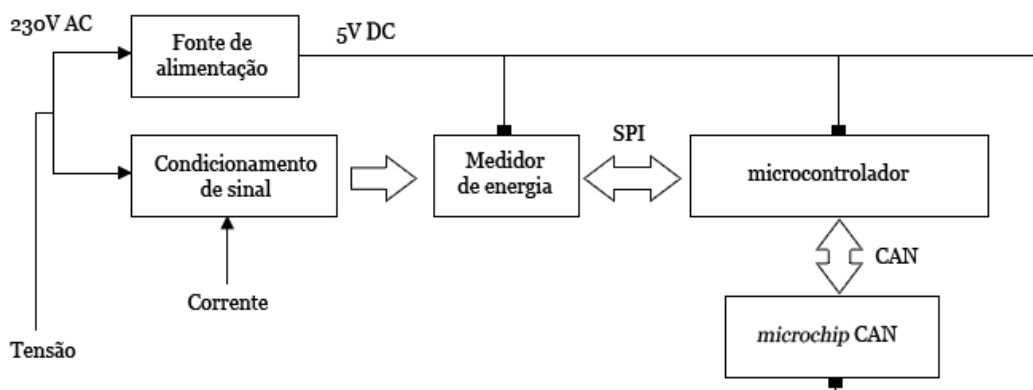 230V AC
Fonte de
alimentação
5V DC
Condicionamento
de sinal
Medidor
de energia
SPI
microcontrolador
CAN
Corrente
microchip CAN
Tensão